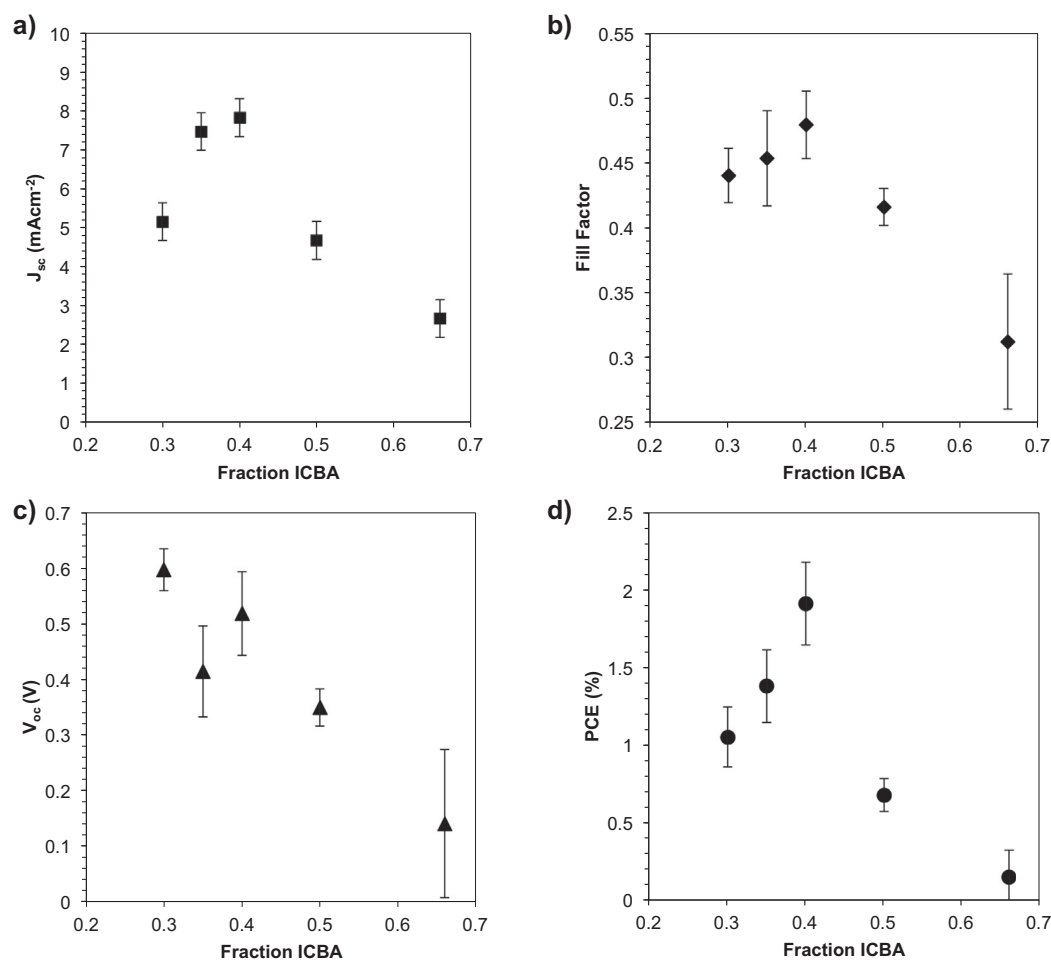 a)
10
9
8
7
6
5
4
3
2
1
0
J_sc (mAcm⁻²)
0.2 0.3 0.4 0.5 0.6 0.7
Fraction ICBA
b)
0.55
0.5
0.45
0.4
0.35
0.3
0.25
Fill Factor
0.2 0.3 0.4 0.5 0.6 0.7
Fraction ICBA
c)
0.7
0.6
0.5
0.4
0.3
0.2
0.1
0
V_oc (V)
0.2 0.3 0.4 0.5 0.6 0.7
Fraction ICBA
d)
2.5
2
1.5
1
0.5
0
PCE (%)
0.2 0.3 0.4 0.5 0.6 0.7
Fraction ICBA